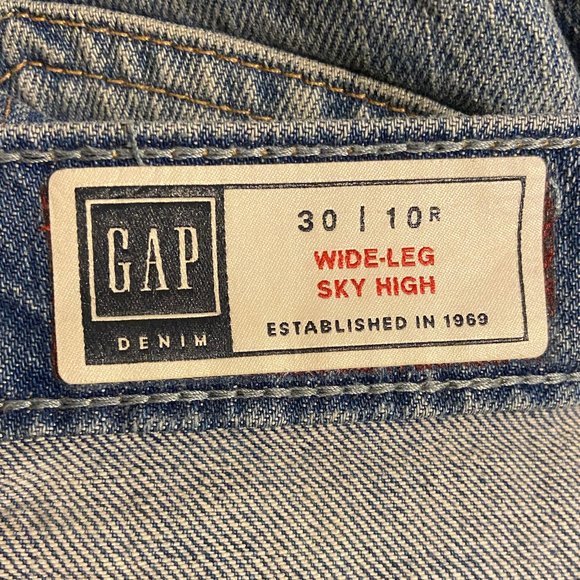 GAP
DENIM
30 | 10R
WIDE-LEG
SKY HIGH
ESTABLISHED IN 1969